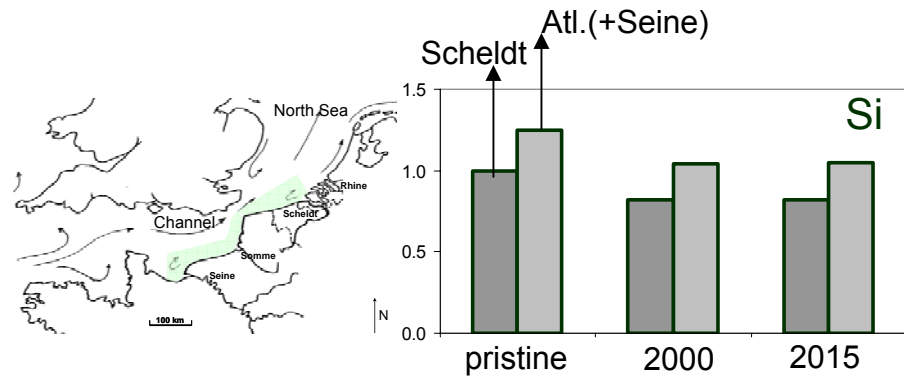 North Sea
Rhine
Scheldt
Channel
Somme
Seine
100 km
N
Atl.(+Seine)
Scheldt
1.5
Si
1.0
0.5
0.0
pristine 2000 2015